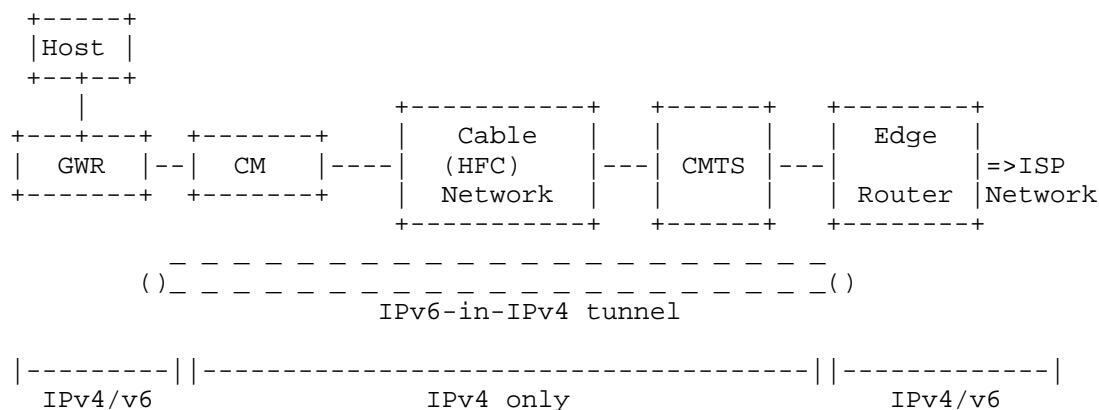 Host
Cable Edge
GWR CM (HFC) CMTS =>ISP
Network Router Network
IPv6-in-IPv4 tunnel
IPv4/v6 IPv4 only IPv4/v6